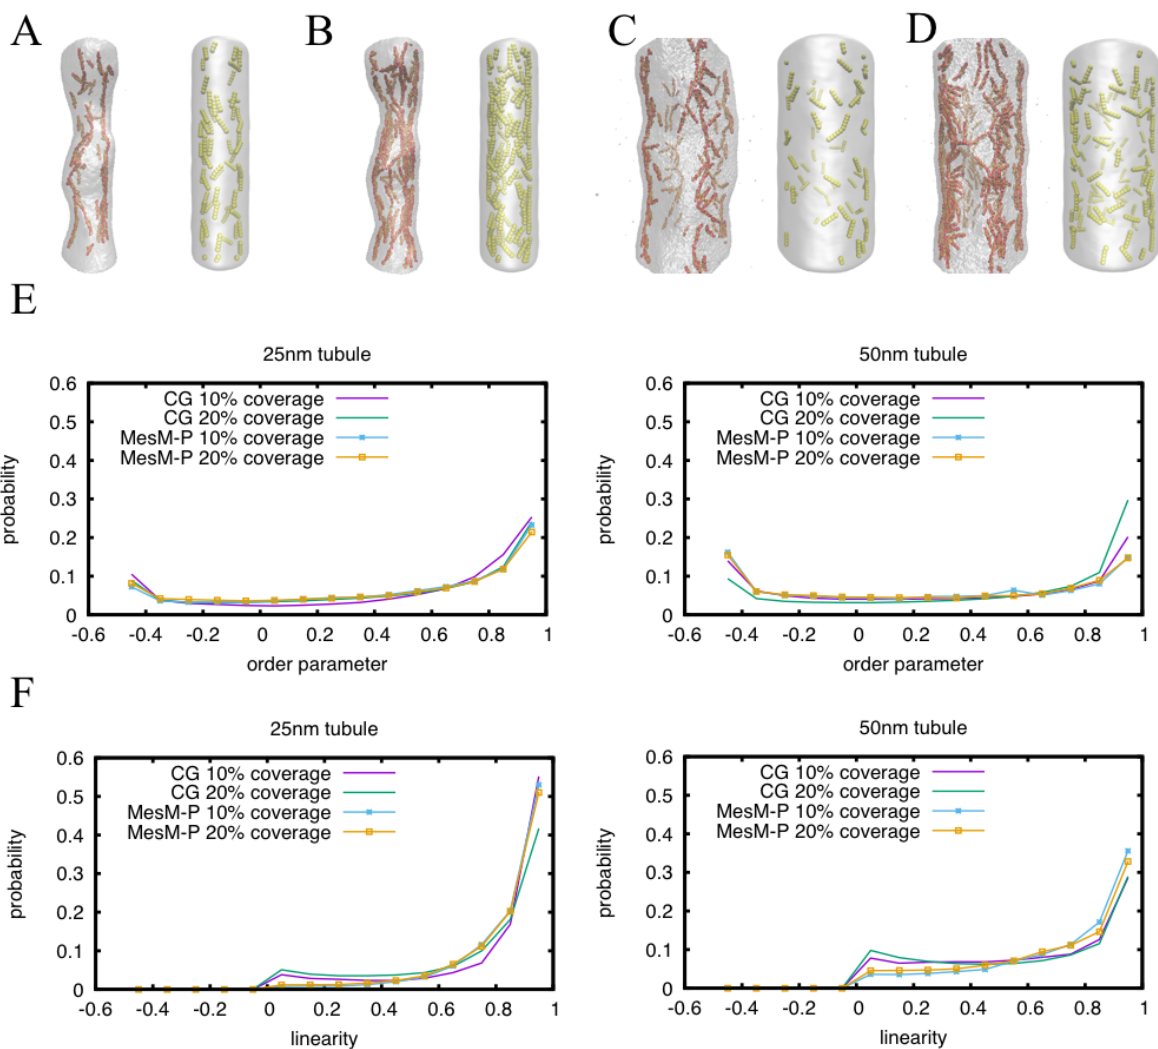 A B C D
E
25nm tubule
0.6
0.5
0.4
0.3
0.2
0.1
0
probability
CG 10% coverage
CG 20% coverage
MesM-P 10% coverage
MesM-P 20% coverage
-0.6 -0.4 -0.2 0 0.2 0.4 0.6 0.8 1
order parameter
50nm tubule
0.6
0.5
0.4
0.3
0.2
0.1
0
probability
CG 10% coverage
CG 20% coverage
MesM-P 10% coverage
MesM-P 20% coverage
-0.6 -0.4 -0.2 0 0.2 0.4 0.6 0.8 1
order parameter
F
25nm tubule
0.6
0.5
0.4
0.3
0.2
0.1
0
probability
CG 10% coverage
CG 20% coverage
MesM-P 10% coverage
MesM-P 20% coverage
-0.6 -0.4 -0.2 0 0.2 0.4 0.6 0.8 1
linearity
50nm tubule
0.6
0.5
0.4
0.3
0.2
0.1
0
probability
CG 10% coverage
CG 20% coverage
MesM-P 10% coverage
MesM-P 20% coverage
-0.6 -0.4 -0.2 0 0.2 0.4 0.6 0.8 1
linearity